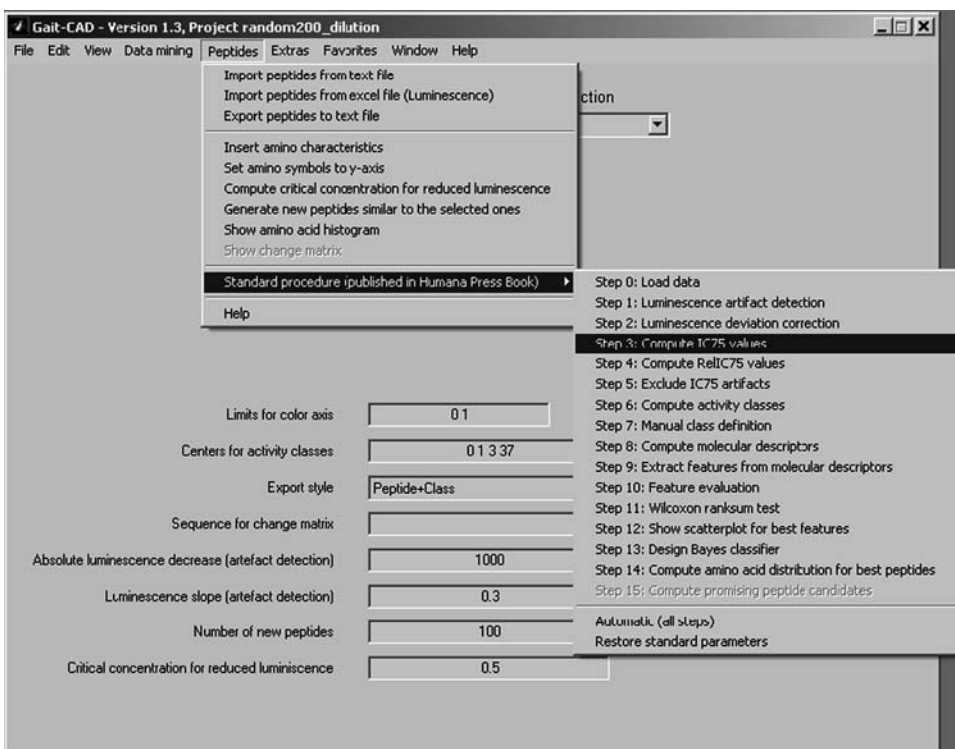 Gait-CAD - Version 1.3, Project random200_dilution
File Edit View Data mining Peptides Extras Favorites Window Help
Import peptides from text file
Import peptides from excel file (Luminescence)
Export peptides to text file
ction
Insert amino characteristics
Set amino symbols to y-axis
Compute critical concentration for reduced luminescence
Generate new peptides similar to the selected ones
Show amino acid histogram
Show change matrix
Standard procedure (published in Humana Press Book)
Help
Step 0: Load data
Step 1: Luminescence artifact detection
Step 2: Luminescence deviation correction
Step 3: Compute IC75 values
Step 4: Compute RelIC75 values
Step 5: Exclude IC75 artifacts
Step 6: Compute activity classes
Step 7: Manual class definition
Step 8: Compute molecular descriptors
Step 9: Extract features from molecular descriptors
Step 10: Feature evaluation
Step 11: Wilcoxon ranksum test
Step 12: Show scatterplot for best features
Step 13: Design Bayes classifier
Step 14: Compute amino acid distribution for best peptides
Step 15: Compute promising peptide candidates
Automatic (all steps)
Restore standard parameters
Limits for color axis 0 1
Centers for activity classes 0 1 3 37
Export style Peptide+Class
Sequence for change matrix
Absolute luminescence decrease (artefact detection) 1000
Luminescence slope (artefact detection) 0.3
Number of new peptides 100
Critical concentration for reduced luminiscence 0.5